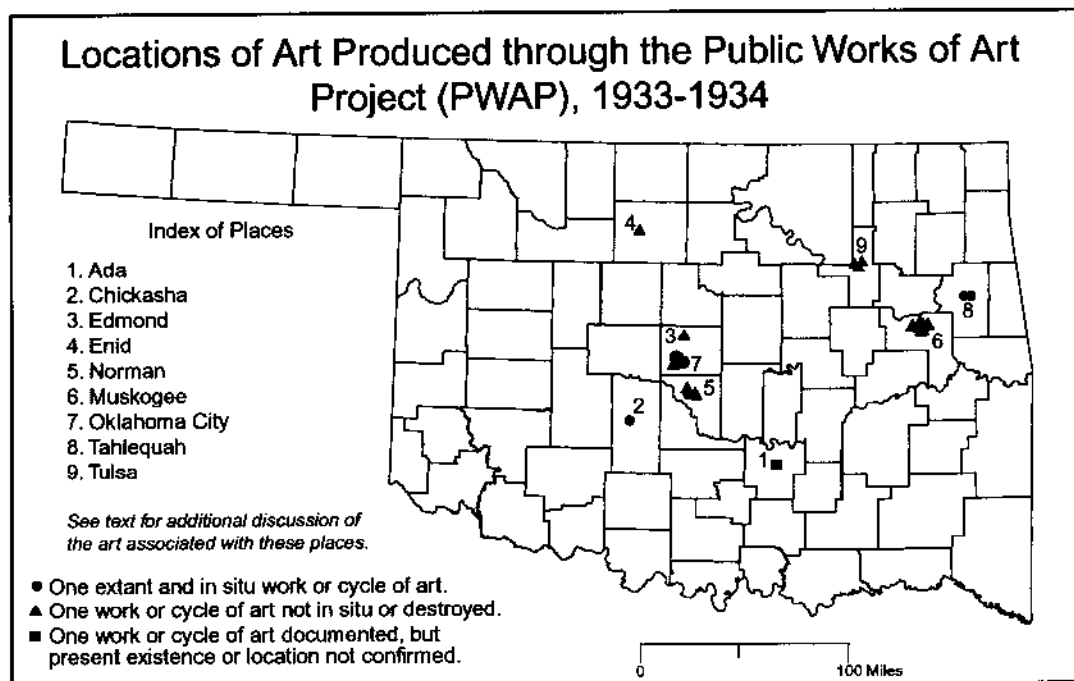 Locations of Art Produced through the Public Works of Art
Project (PWAP), 1933-1934
Index of Places
1. Ada
2. Chickasha
3. Edmond
4. Enid
5. Norman
6. Muskogee
7. Oklahoma City
8. Tahlequah
9. Tulsa
See text for additional discussion of
the art associated with these places.
● One extant and in situ work or cycle of art.
▲ One work or cycle of art not in situ or destroyed.
■ One work or cycle of art documented, but
present existence or location not confirmed.
4
9
8
3
6
7
5
2
1
0 100 Miles